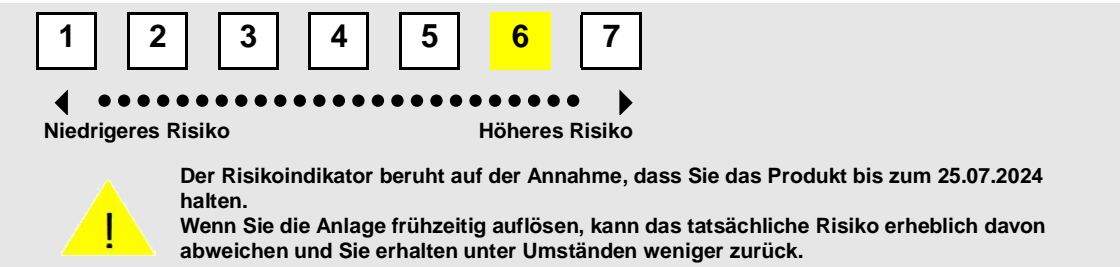 1 2 3 4 5 6 7
Niedrigeres Risiko Höheres Risiko
Der Risikoindikator beruht auf der Annahme, dass Sie das Produkt bis zum 25.07.2024
halten.
Wenn Sie die Anlage frühzeitig auflösen, kann das tatsächliche Risiko erheblich davon
abweichen und Sie erhalten unter Umständen weniger zurück.
!